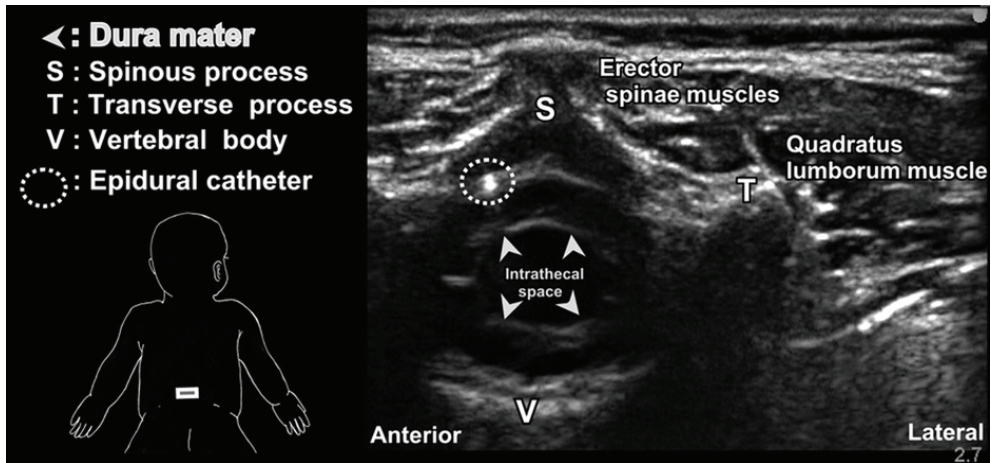 : Dura mater
S : Spinous process
T : Transverse process
V : Vertebral body
: Epidural catheter
Erector
spinae muscles
S
Quadratus
lumborum muscle
T
Intrathecal
space
V
Anterior
Lateral
2.7